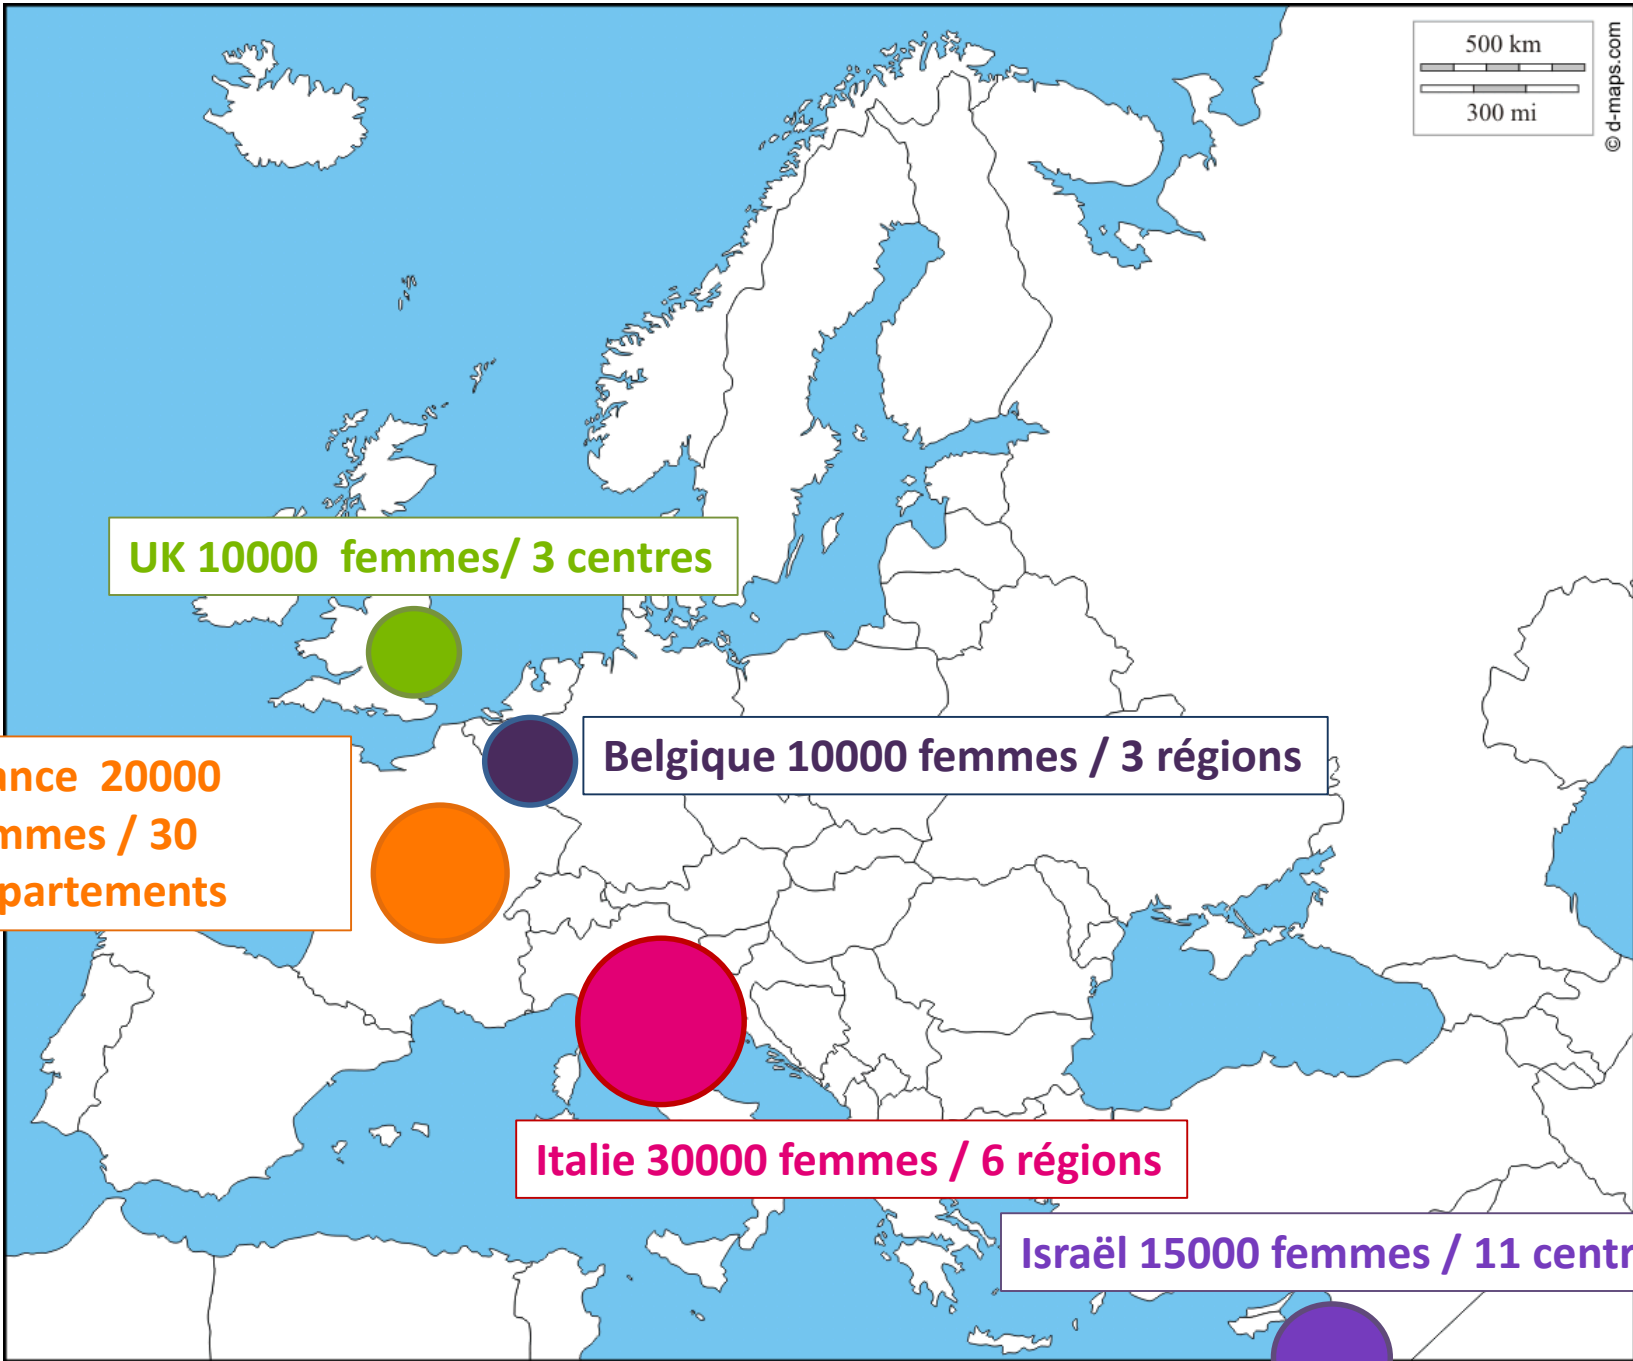 500 km
300 mi
© d-maps.com
UK 10000  femmes/ 3 centres
Belgique 10000 femmes / 3 régions
ance  20000
mmes / 30
partements
Italie 30000 femmes / 6 régions
Israël 15000 femmes / 11 centr